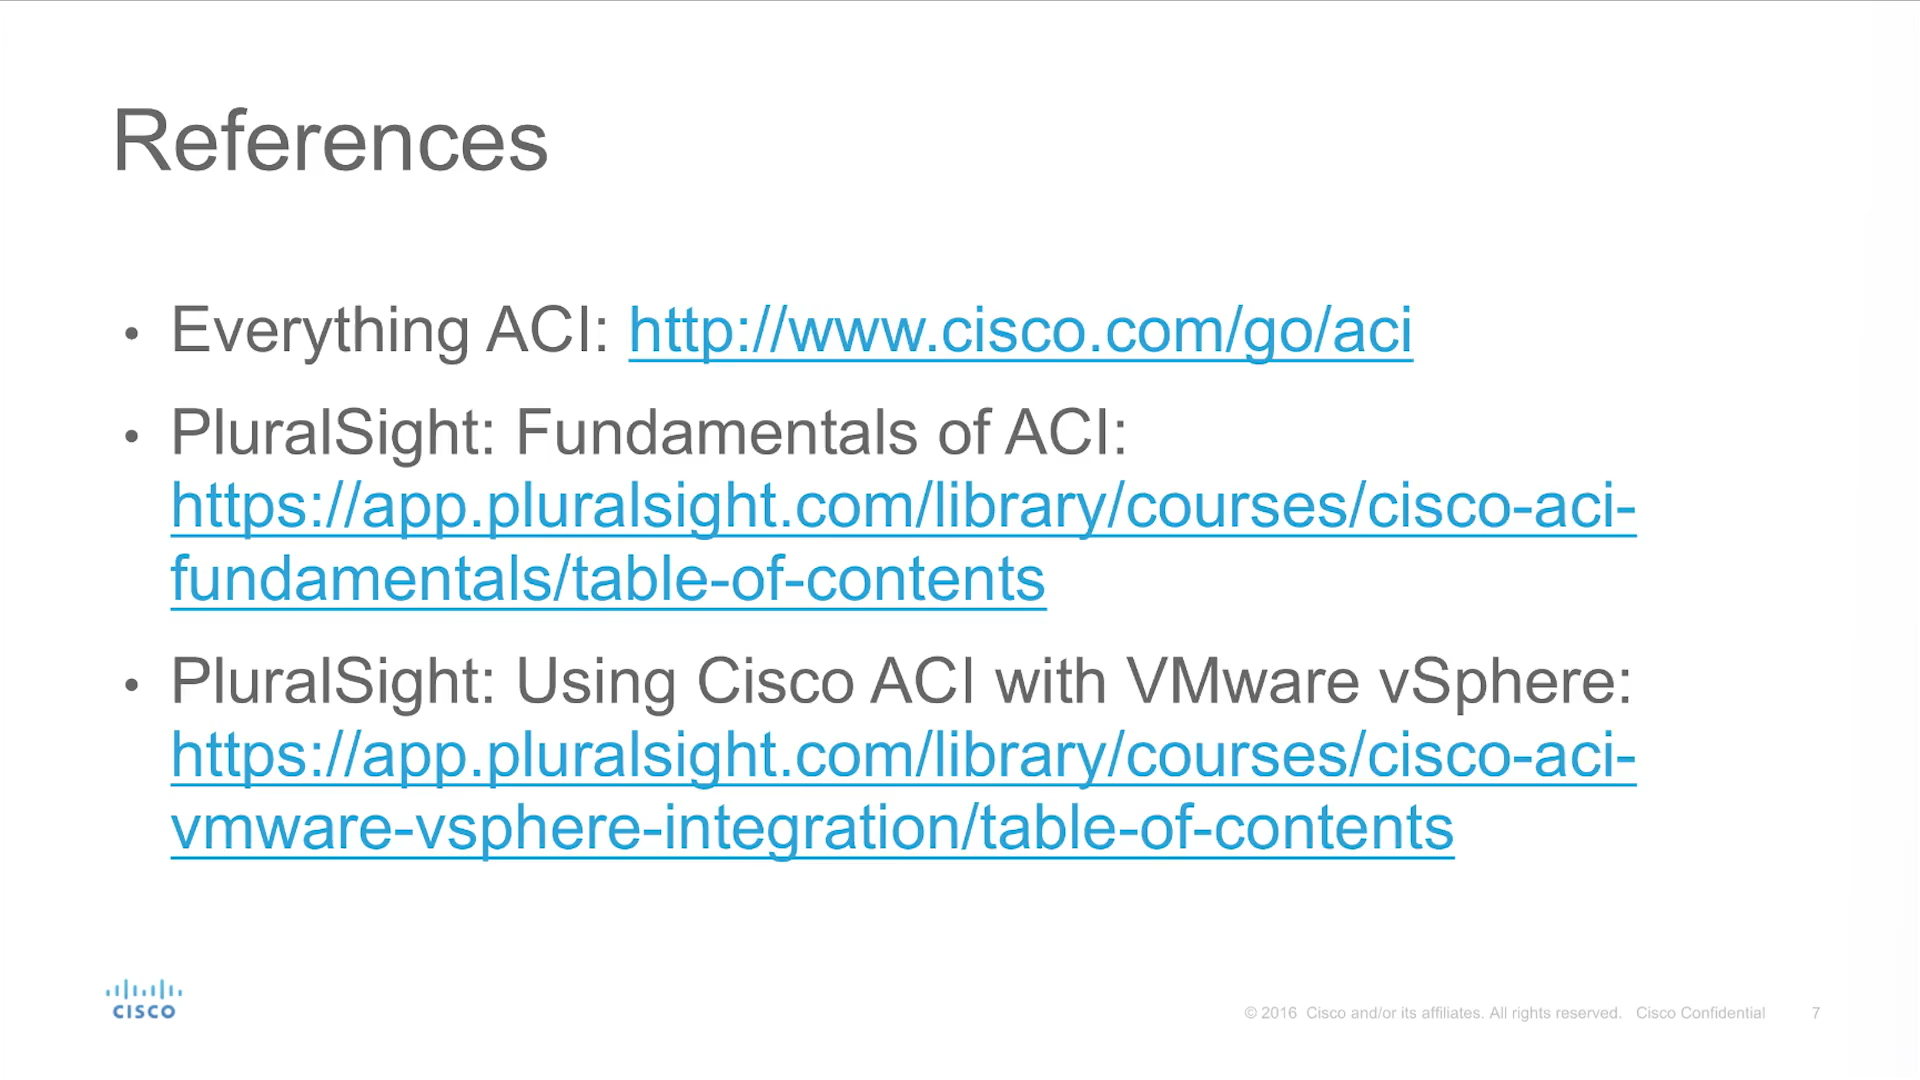 References
• Everything ACI: http://www.cisco.com/go/aci
• PluralSight: Fundamentals of ACI:
https://app.pluralsight.com/library/courses/cisco-aci-
fundamentals/table-of-contents
• PluralSight: Using Cisco ACI with VMware vSphere:
https://app.pluralsight.com/library/courses/cisco-aci-
vmware-vsphere-integration/table-of-contents
CISCO
© 2016 Cisco and/or its affiliates. All rights reserved. Cisco Confidential 7